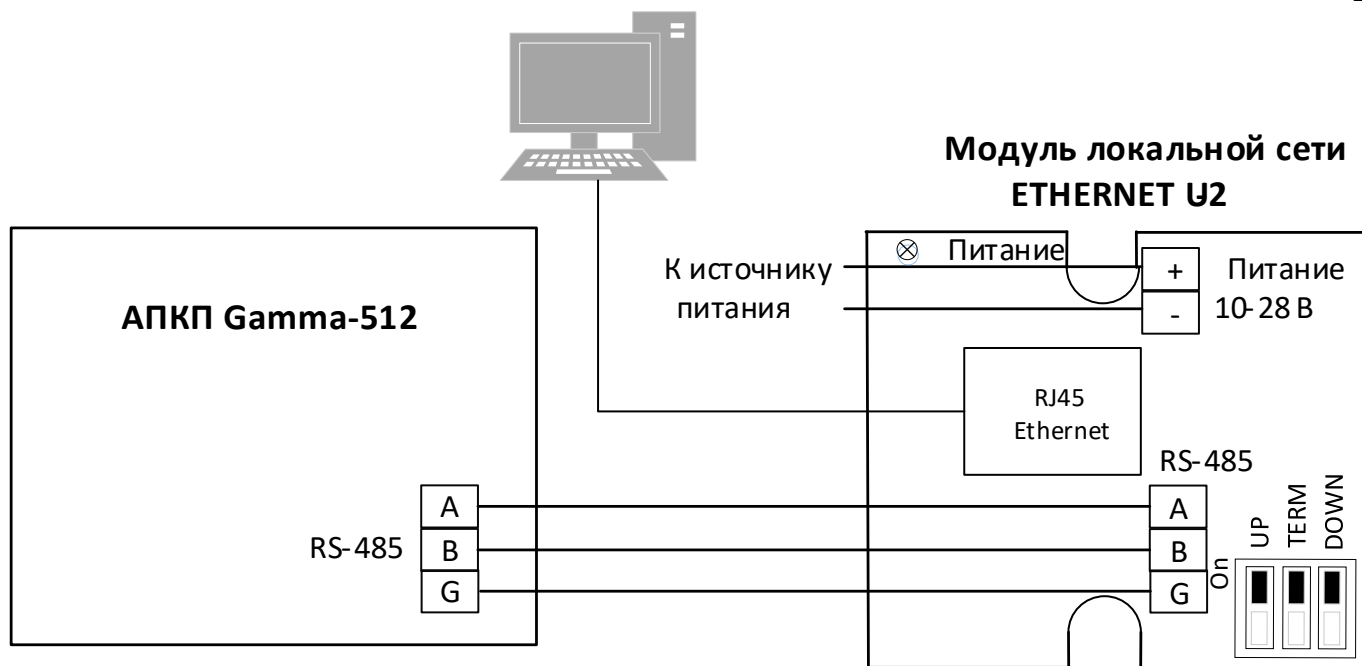 Модуль локальной сети
ETHERNET U2
АПКП Gamma-512
К источнику
питания
Питание
+
-
Питание
10-28 В
RJ45
Ethernet
RS-485
A
B
G
RS-485
A
B
G
On
UP
TERM
DOWN